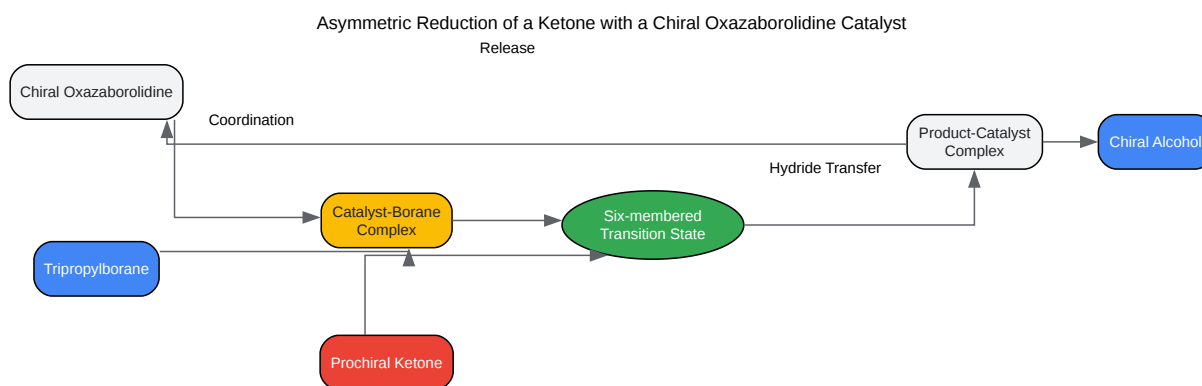 Asymmetric Reduction of a Ketone with a Chiral Oxazaborolidine Catalyst
Release
Chiral Oxazaborolidine
Coordination
Product-Catalyst
Complex
Chiral Alcohol
Hydride Transfer
Catalyst-Borane
Complex
Six-membered
Transition State
Tripropylborane
Prochiral Ketone